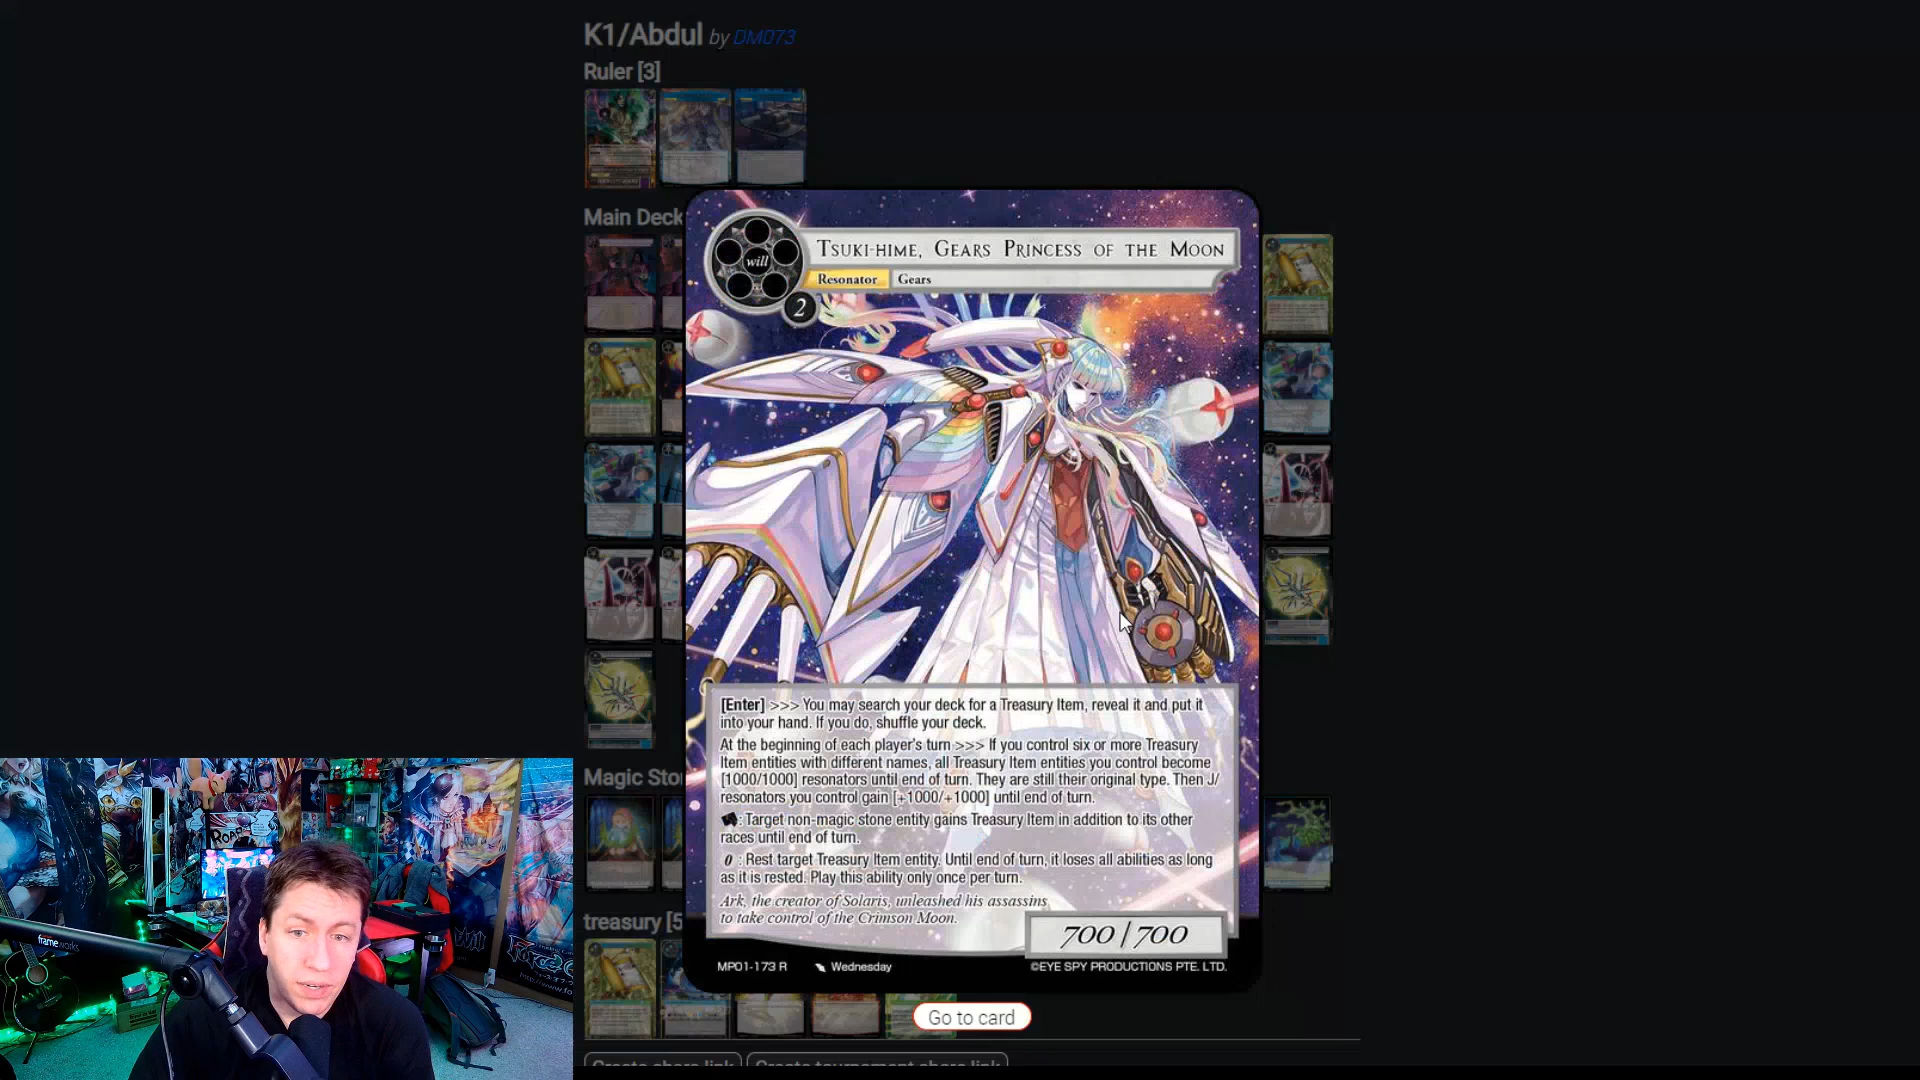 K1/Abdul by DM073
Ruler [3]
Main Deck
will
2
Tsuki-hime, Gears Princess of the Moon
Resonator Gears
[Enter] >>> You may search your deck for a Treasury Item, reveal it and put it
into your hand. If you do, shuffle your deck.
At the beginning of each player's turn >>> If you control six or more Treasury
Item entities with different names, all Treasury Item entities you control become
[1000/1000] resonators until end of turn. They are still their original type. Then J/
resonators you control gain [+1000/+1000] until end of turn.
: Target non-magic stone entity gains Treasury Item in addition to its other
races until end of turn.
0 : Rest target Treasury Item entity. Until end of turn, it loses all abilities as long
as it is rested. Play this ability only once per turn.
Ark, the creator of Solaris, unleashed his assassins
to take control of the Crimson Moon.
700/700
MP01-173 R Wednesday ©EYE SPY PRODUCTIONS PTE. LTD.
Magic Sto
treasury [5
Go to card
Create share link Create tournament share link
frameworks